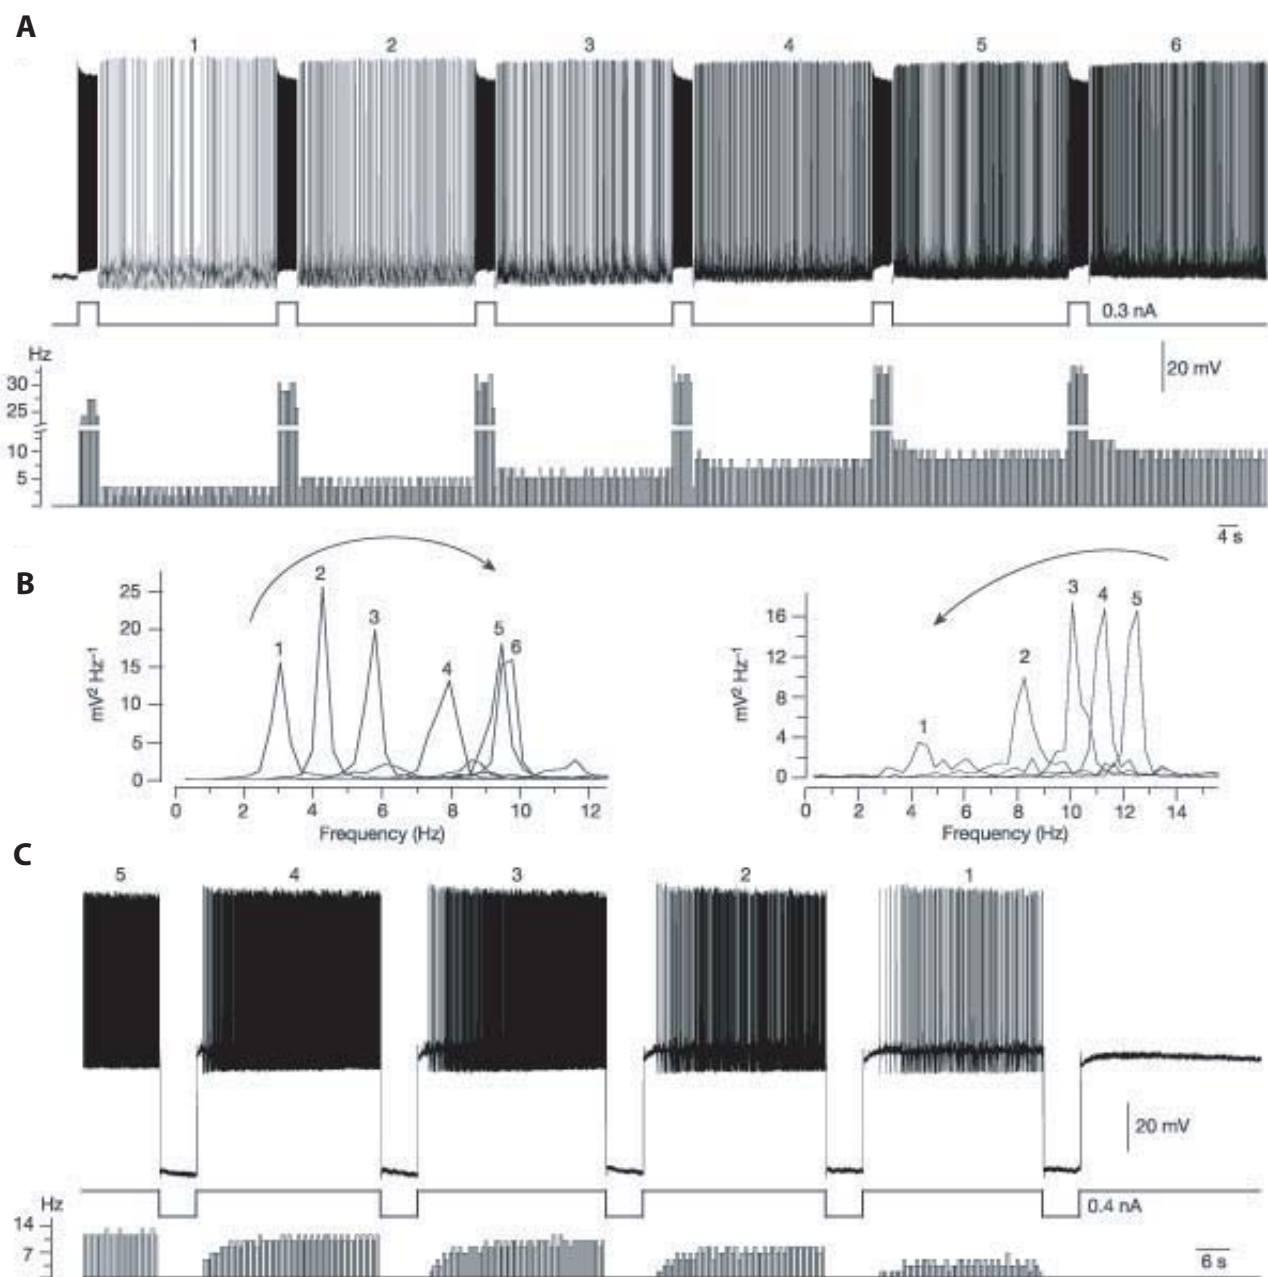 A
1 2 3 4 5 6
0.3 nA
20 mV
Hz
30
25
10
5
4 s
B
25
20
15
10
5
0
mV² Hz⁻¹
1 2 3 4 5 6
0 2 4 6 8 10 12
Frequency (Hz)
16
12
8
4
0
mV² Hz⁻¹
1 2 3 4 5
0 2 4 6 8 10 12 14
Frequency (Hz)
C
5 4 3 2 1
20 mV
0.4 nA
Hz
14
7
6 s